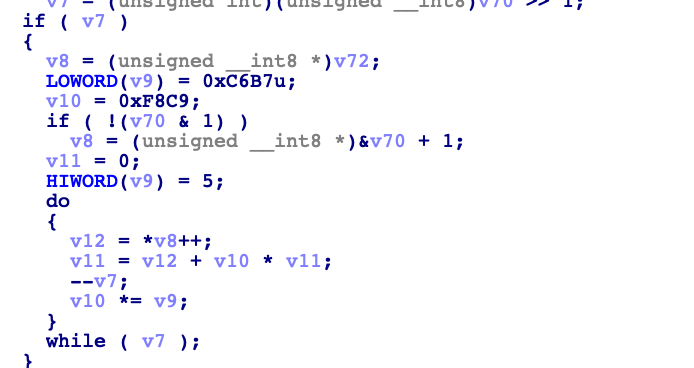 v7 = (unsigned int)(unsigned __int8)v70 >> 1;
if ( v7 )
{
v8 = (unsigned __int8 *)v72;
LOWORD(v9) = 0xC6B7u;
v10 = 0xF8C9;
if ( !(v70 & 1) )
v8 = (unsigned __int8 *)&v70 + 1;
v11 = 0;
HIWORD(v9) = 5;
do
{
v12 = *v8++;
v11 = v12 + v10 * v11;
--v7;
v10 *= v9;
}
while ( v7 );
}